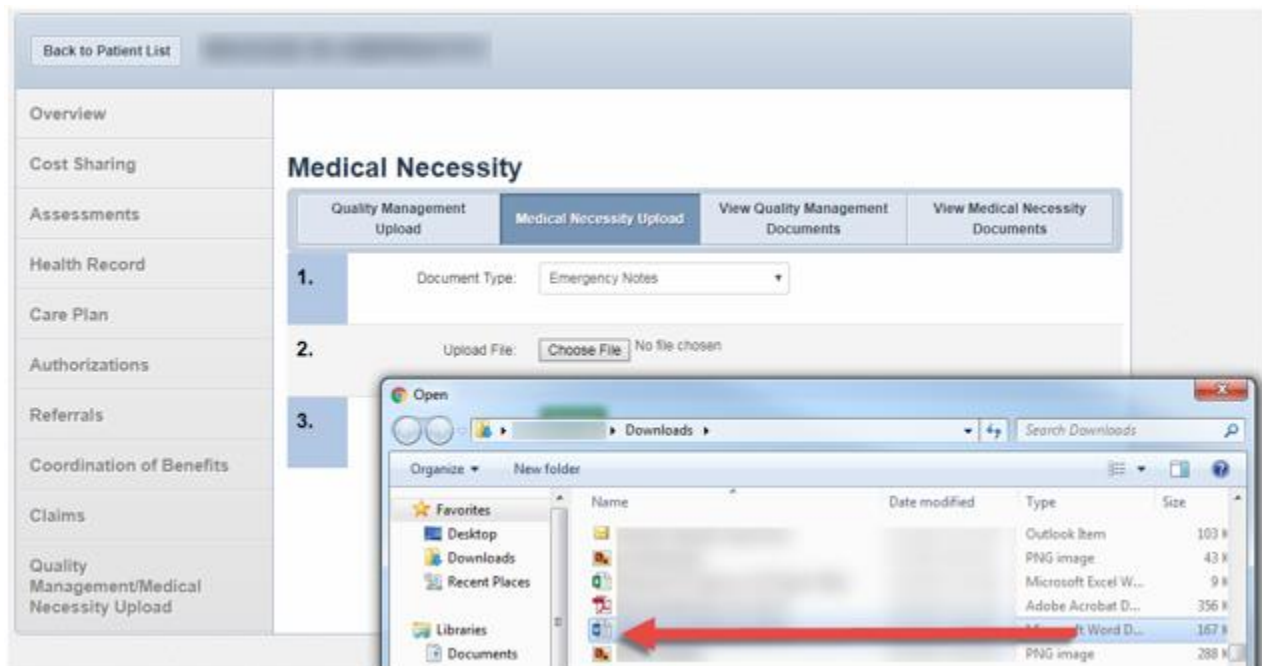 Back to Patient List
Overview
Cost Sharing
Assessments
Health Record
Care Plan
Authorizations
Referrals
Coordination of Benefits
Claims
Quality
Management/Medical
Necessity Upload
Medical Necessity
Quality Management
Upload
Medical Necessity Upload
View Quality Management
Documents
View Medical Necessity
Documents
1.
Document Type:
Emergency Notes
2.
Upload File:
Choose File No file chosen
3.
Open
Downloads
Search Downloads
Organize
New folder
Favorites
Desktop
Downloads
Recent Places
Libraries
Documents
Name Date modified Type Size
Outlook Item 103 K
PNG image 43 K
Microsoft Excel W... 9 K
Adobe Acrobat D... 356 K
Word D... 167 K
PNG image 288 K